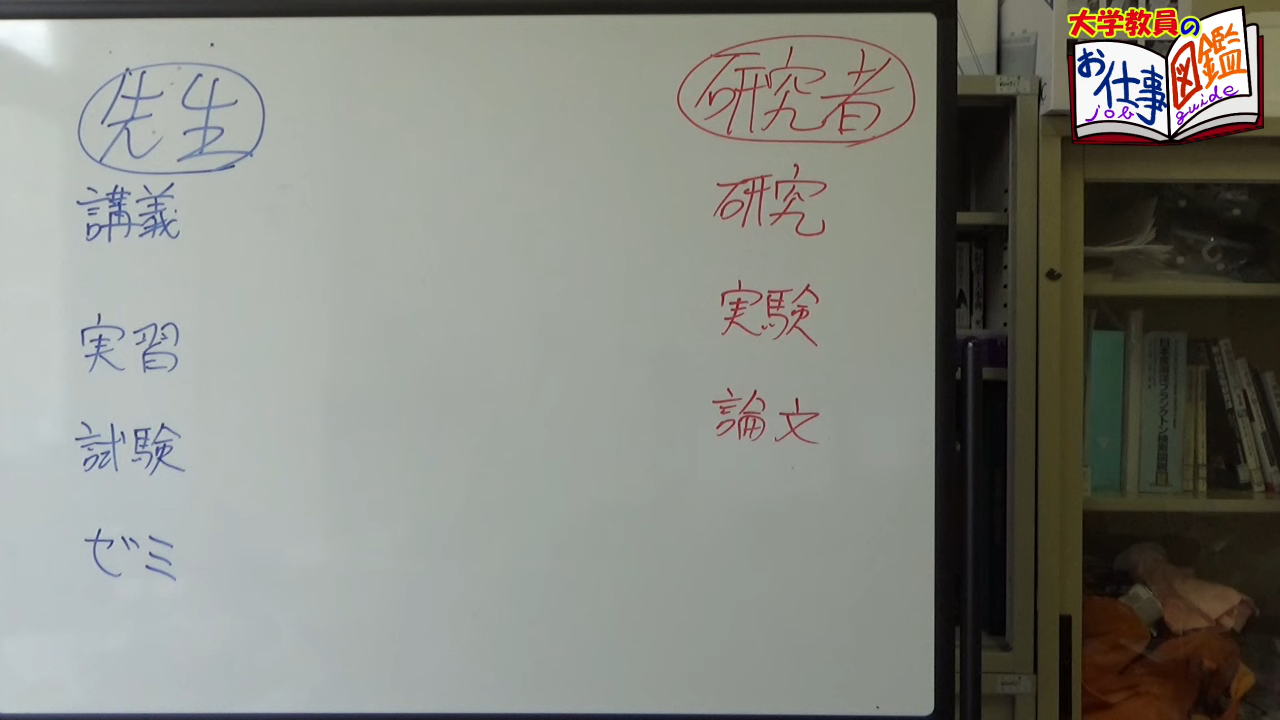 先生
講義
実習
試験
ゼミ
研究者
研究
実験
論文
大学教員の
お仕事
図鑑
job
guide